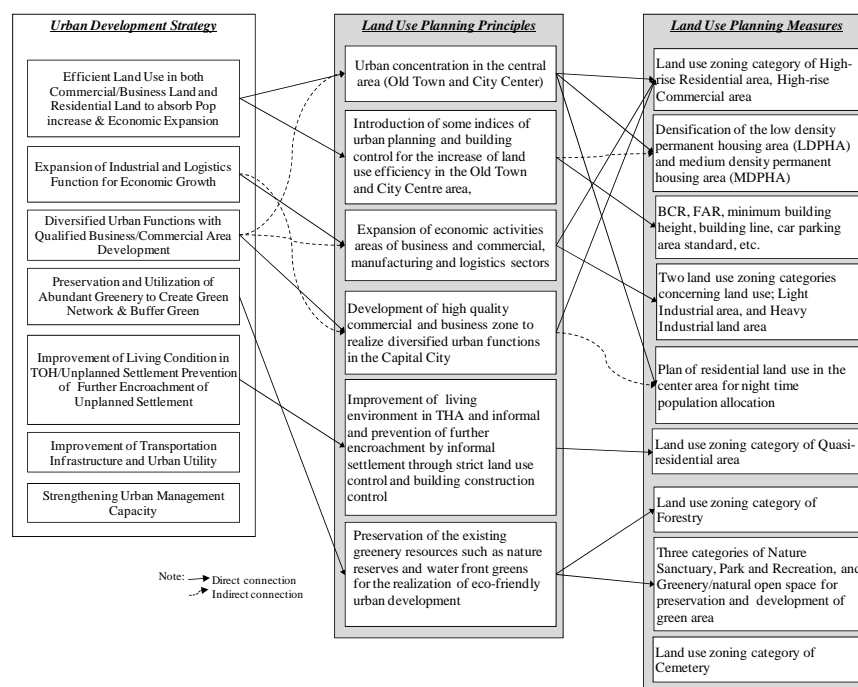 Urban Development Strategy
Efficient Land Use in both
Commercial/Business Land and
Residential Land to absorb Pop
increase & Economic Expansion
Expansion of Industrial and Logistics
Function for Economic Growth
Diversified Urban Functions with
Qualified Business/Commercial Area
Development
Preservation and Utilization of
Abundant Greenery to Create Green
Network & Buffer Green
Improvement of Living Condition in
TOH/Unplanned Settlement Prevention
of Further Encroachment of
Unplanned Settlement
Improvement of Transportation
Infrastructure and Urban Utility
Strengthening Urban Management
Capacity
Note:
Direct connection
Indirect connection
Land Use Planning Principles
Urban concentration in the central
area (Old Town and City Center)
Introduction of some indices of
urban planning and building
control for the increase of land
use efficiency in the Old Town
and City Centre area,
Expansion of economic activities
areas of business and commercial,
manufacturing and logistics sectors
Development of high quality
commercial and business zone to
realize diversified urban functions
in the Capital City
Improvement of living
environment in THA and informal
and prevention of further
encroachment by informal
settlement through strict land use
control and building construction
control
Preservation of the existing
greenery resources such as nature
reserves and water front greens
for the realization of eco-friendly
urban development
Land Use Planning Measures
Land use zoning category of High-
rise Residential area, High-rise
Commercial area
Densification of the low density
permanent housing area (LDPHA)
and medium density permanent
housing area (MDPHA)
BCR, FAR, minimum building
height, building line, car parking
area standard, etc.
Two land use zoning categories
concerning land use; Light
Industrial area, and Heavy
Industrial land area
Plan of residential land use in the
center area for night time
population allocation
Land use zoning category of Quasi-
residential area
Land use zoning category of
Forestry
Three categories of Nature
Sanctuary, Park and Recreation, and
Greenery/natural open space for
preservation and development of
green area
Land use zoning category of
Cemetery